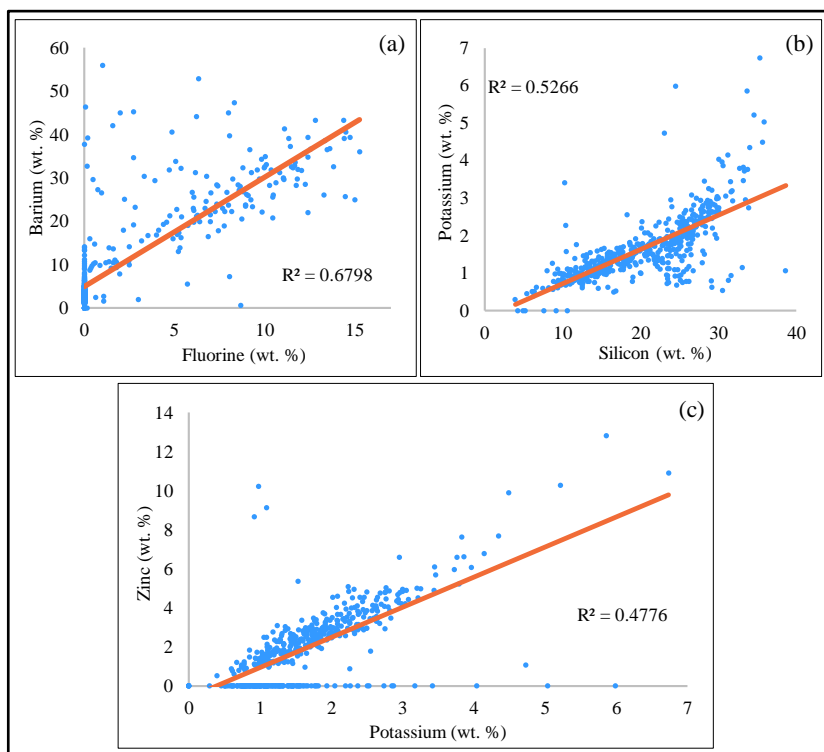 (a)
60
50
40
30
20
10
0
0 5 10 15
Barium (wt. %)
Fluorine (wt. %)
R² = 0.6798
(b)
7
6
5
4
3
2
1
0
0 10 20 30 40
Potassium (wt. %)
Silicon (wt. %)
R² = 0.5266
(c)
14
12
10
8
6
4
2
0
0 1 2 3 4 5 6 7
Zinc (wt. %)
Potassium (wt. %)
R² = 0.4776